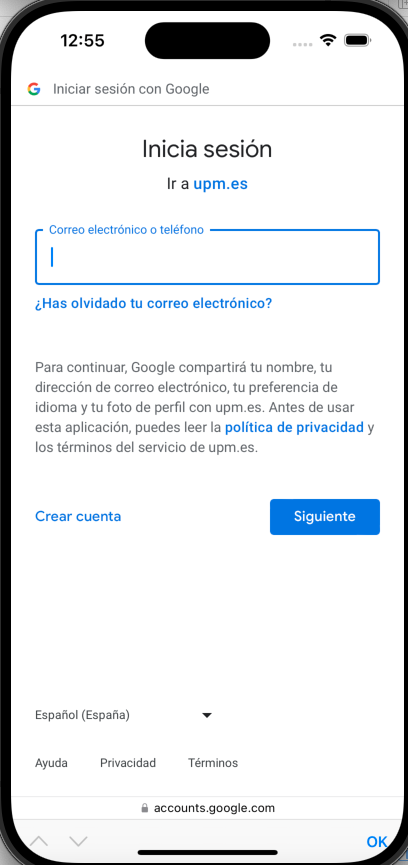 12:55
Iniciar sesión con Google
Inicia sesión
Ir a upm.es
Correo electrónico o teléfono
¿Has olvidado tu correo electrónico?
Para continuar, Google compartirá tu nombre, tu
dirección de correo electrónico, tu preferencia de
idioma y tu foto de perfil con upm.es. Antes de usar
esta aplicación, puedes leer la política de privacidad y
los términos del servicio de upm.es.
Crear cuenta
Siguiente
Español (España)
Ayuda Privacidad Términos
accounts.google.com
OK